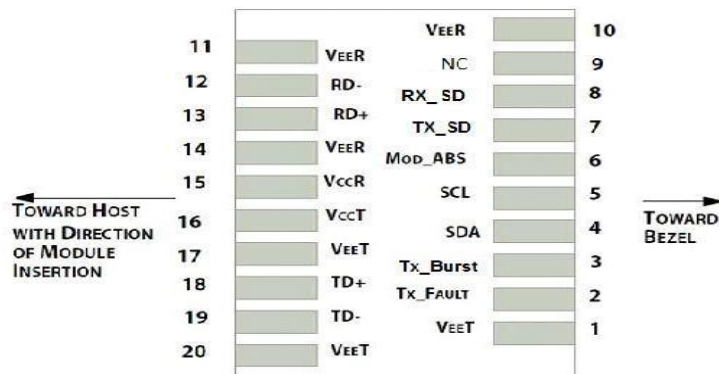 11 VEER
12 RD-
13 RD+
14 VEER
15 VCCR
16 VCCT
17 VEET
18 TD+
19 TD-
20 VEET
TOWARD HOST
WITH DIRECTION
OF MODULE
INSERTION
VEER 10
NC 9
RX_SD 8
TX_SD 7
MOD_ABS 6
SCL 5
SDA 4
Tx_Burst 3
TX_FAULT 2
VEET 1
TOWARD
BEZEL